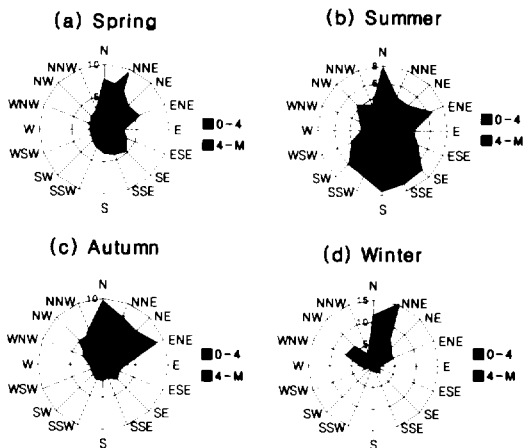 (a) Spring
N
NNE
NE
ENE
E
ESE
SE
SSE
S
SSW
SW
WSW
W
WNW
NW
NNW
10
0-4
4-M
(b) Summer
N
NNE
NE
ENE
E
ESE
SE
SSE
S
SSW
SW
WSW
W
WNW
NW
NNW
8
0-4
4-M
(c) Autumn
N
NNE
NE
ENE
E
ESE
SE
SSE
S
SSW
SW
WSW
W
WNW
NW
NNW
10
0-4
4-M
(d) Winter
N
NNE
NE
ENE
E
ESE
SE
SSE
S
SSW
SW
WSW
W
WNW
NW
NNW
15
5
0-4
4-M